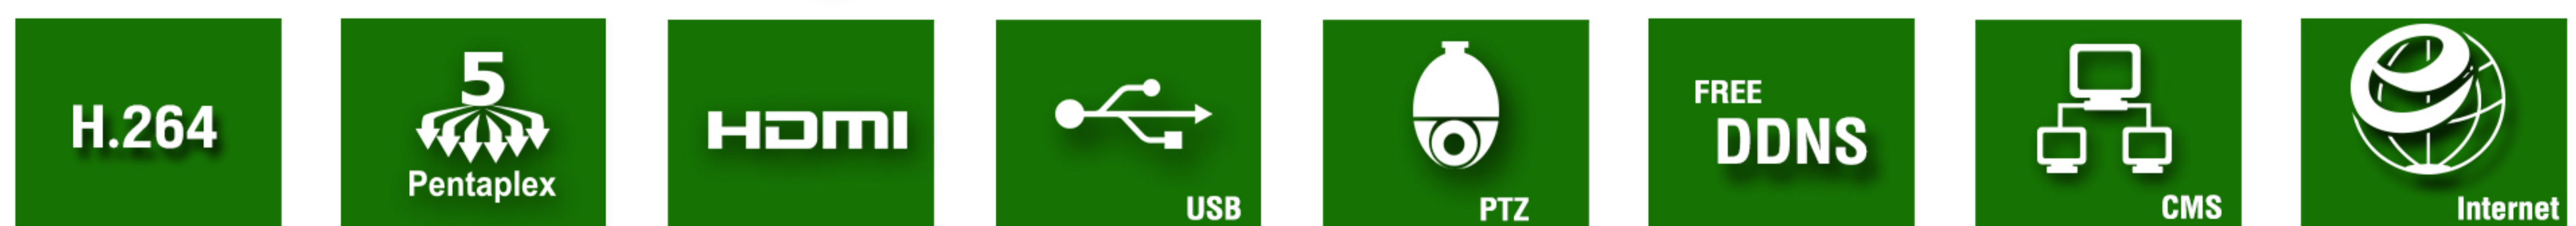 H.264
5
Pentaplex
HDMI
USB
PTZ
FREE
DDNS
CMS
Internet